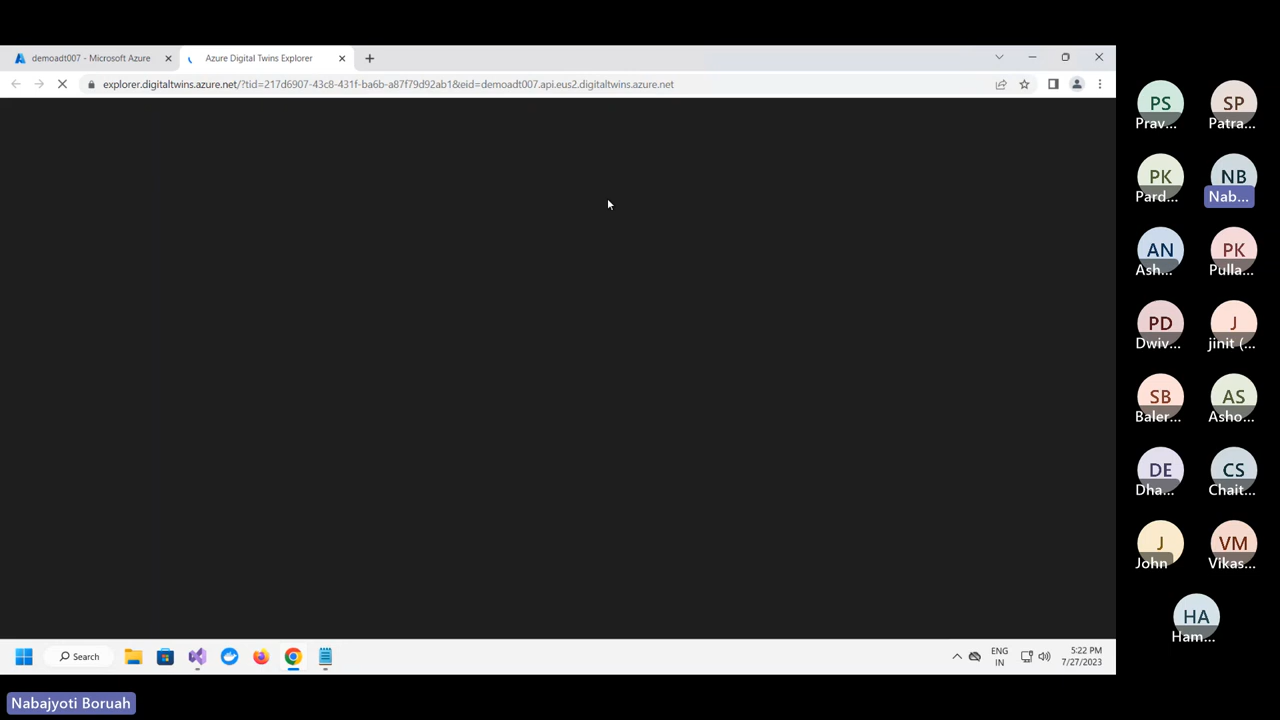 demoadt007 - Microsoft Azure
Azure Digital Twins Explorer
explorer.digitaltwins.azure.net/?tid=217d6907-43c8-431f-ba6b-a87f79d92ab1&eid=demoadt007.api.eus2.digitaltwins.azure.net
PS
Prav...
SP
Patra...
PK
Pard...
NB
Nab...
AN
Ash...
PK
Pulla...
PD
Dwiv...
J
jinit (...
SB
Baler...
AS
Asho...
DE
Dha...
CS
Chait...
J
John
VM
Vikas...
HA
Ham...
Search
ENG
IN
5:22 PM
7/27/2023
Nabajyoti Boruah